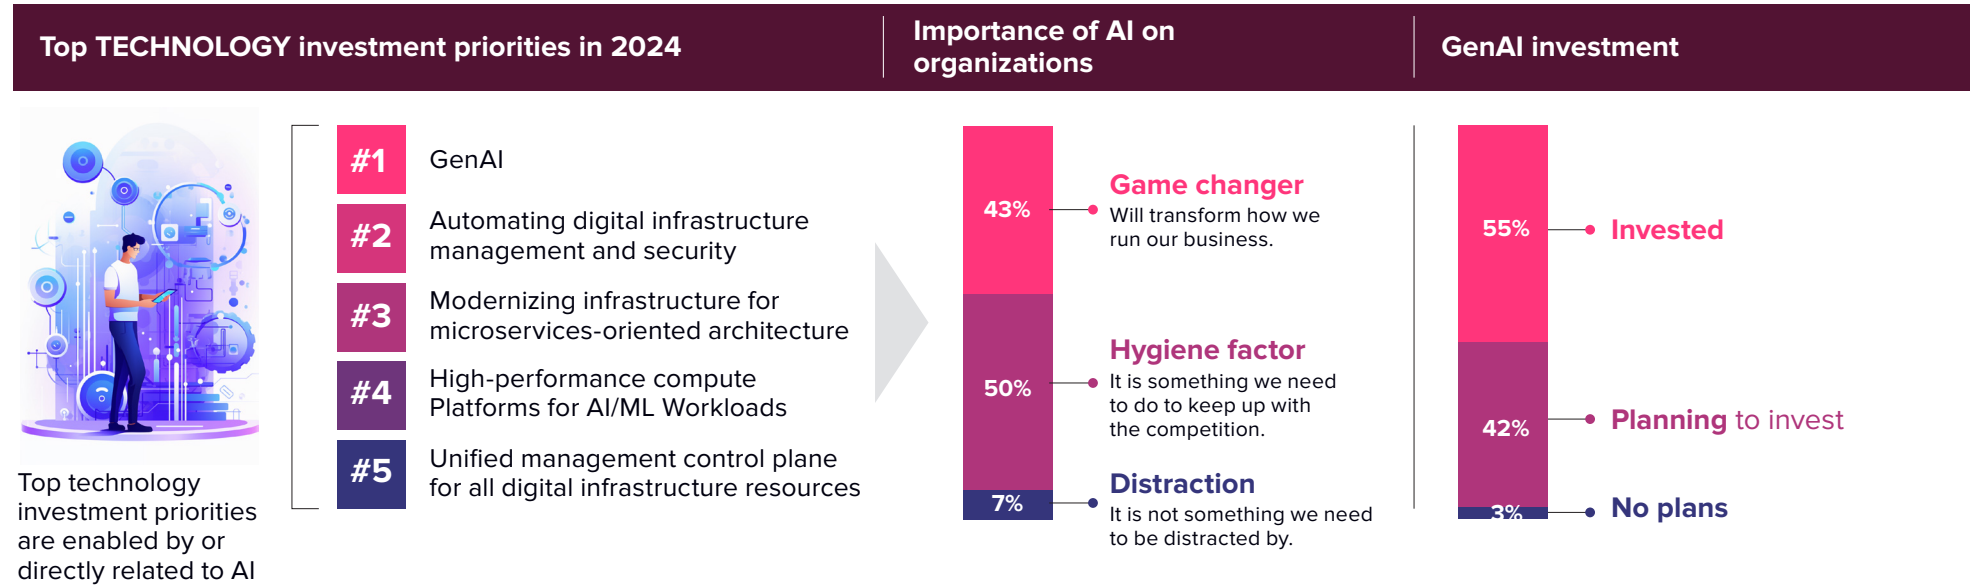 Top TECHNOLOGY investment priorities in 2024
Importance of AI on
organizations
GenAI investment
Top technology
investment priorities
are enabled by or
directly related to AI
#1
GenAI
#2
Automating digital infrastructure
management and security
#3
Modernizing infrastructure for
microservices-oriented architecture
#4
High-performance compute
Platforms for AI/ML Workloads
#5
Unified management control plane
for all digital infrastructure resources
43%
Game changer
Will transform how we
run our business.
50%
Hygiene factor
It is something we need
to do to keep up with
the competition.
7%
Distraction
It is not something we need
to be distracted by.
55%
Invested
42%
Planning to invest
3%
No plans